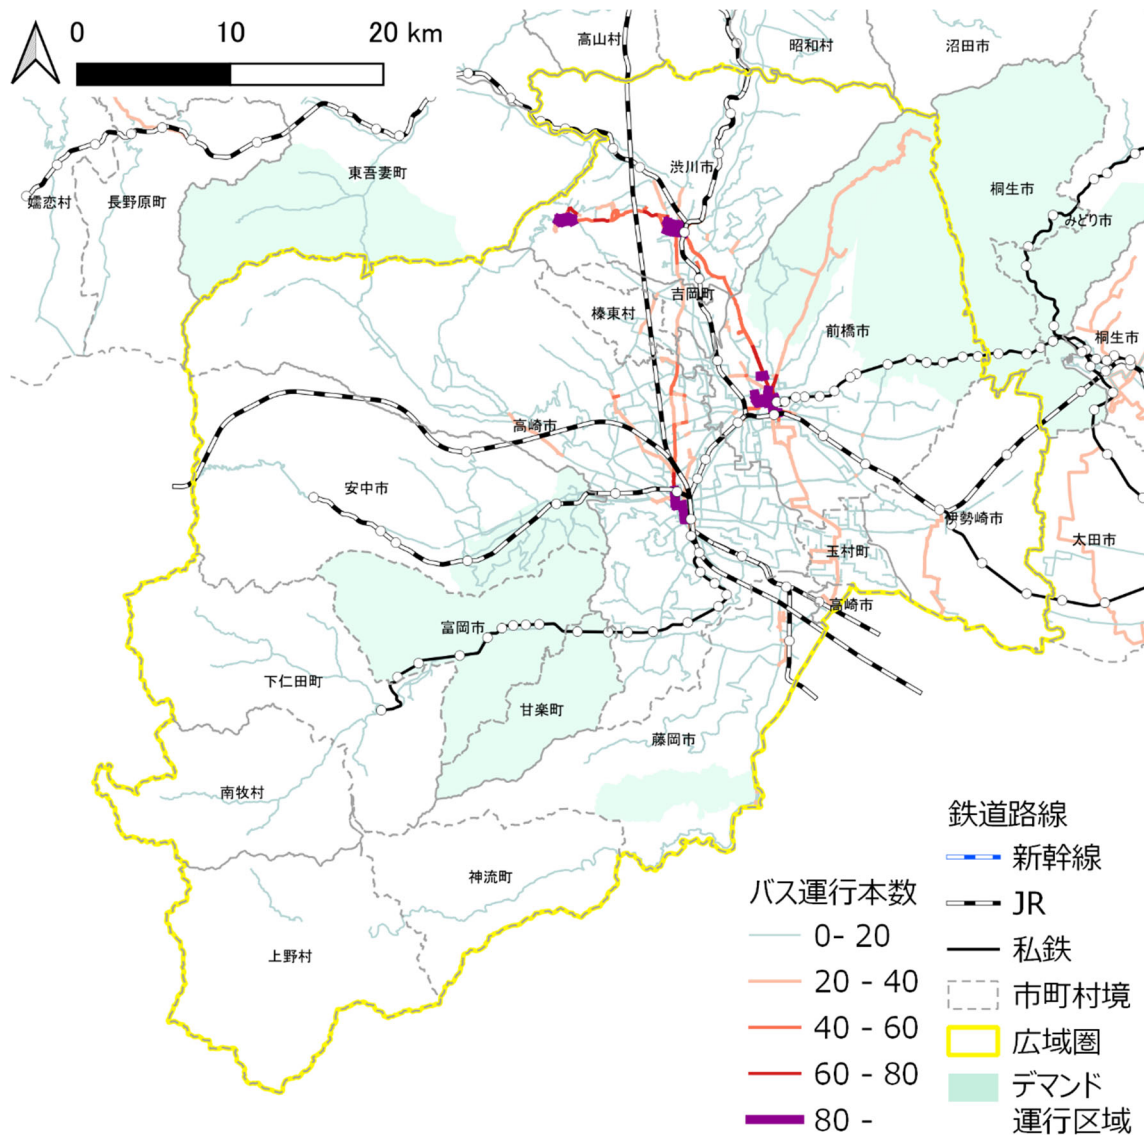 0 10 20 km
高山村
昭和村
沼田市
渋川市
東吾妻町
桐生市
嬬恋村
長野原町
みどり市
吉岡町
榛東村
前橋市
桐生市
高崎市
安中市
伊勢崎市
太田市
玉村町
高崎市
富岡市
下仁田町
甘楽町
藤岡市
南牧村
神流町
上野村
バス運行本数
0- 20
20 - 40
40 - 60
60 - 80
80 -
鉄道路線
新幹線
JR
私鉄
市町村境
広域圏
デマンド
運行区域